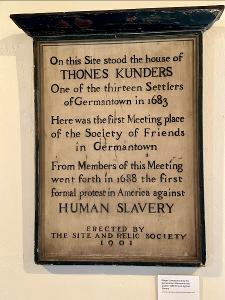 On this Site stood the house of
THONES KUNDERS
One of the thirteen Settlers
of Germantown in 1683
Here was the first Meeting place
of the Society of Friends
in Germantown
From Members of this Meeting
went forth in 1688 the first
formal protest in America against
HUMAN SLAVERY
ERECTED BY
THE SITE AND RELIC SOCIETY
1901